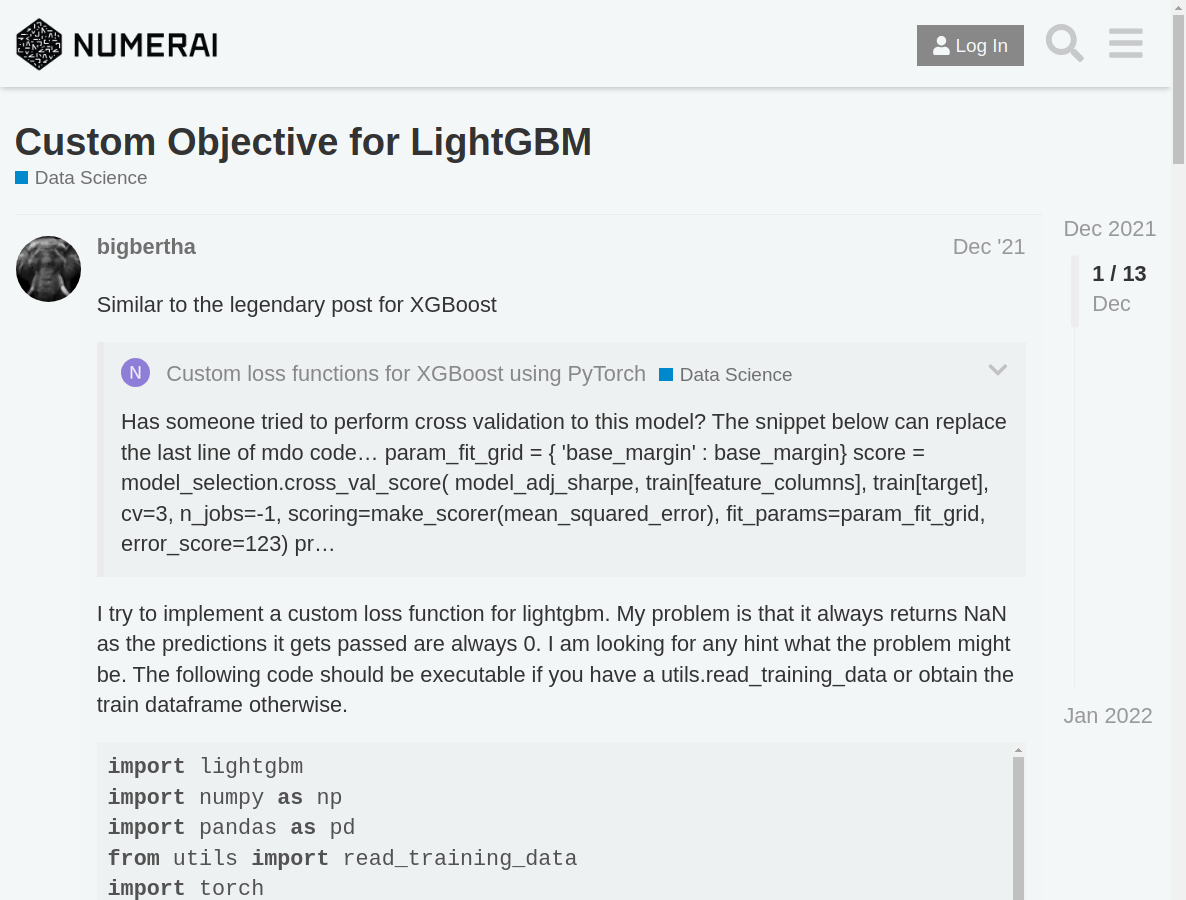 NUMERAI
Log In
Custom Objective for LightGBM
Data Science
bigbertha
Dec '21
Similar to the legendary post for XGBoost
N Custom loss functions for XGBoost using PyTorch Data Science
Has someone tried to perform cross validation to this model? The snippet below can replace
the last line of mdo code… param_fit_grid = { 'base_margin' : base_margin} score =
model_selection.cross_val_score( model_adj_sharpe, train[feature_columns], train[target],
cv=3, n_jobs=-1, scoring=make_scorer(mean_squared_error), fit_params=param_fit_grid,
error_score=123) pr…
I try to implement a custom loss function for lightgbm. My problem is that it always returns NaN
as the predictions it gets passed are always 0. I am looking for any hint what the problem might
be. The following code should be executable if you have a utils.read_training_data or obtain the
train dataframe otherwise.
import lightgbm
import numpy as np
import pandas as pd
from utils import read_training_data
import torch
Dec 2021
1 / 13
Dec
Jan 2022